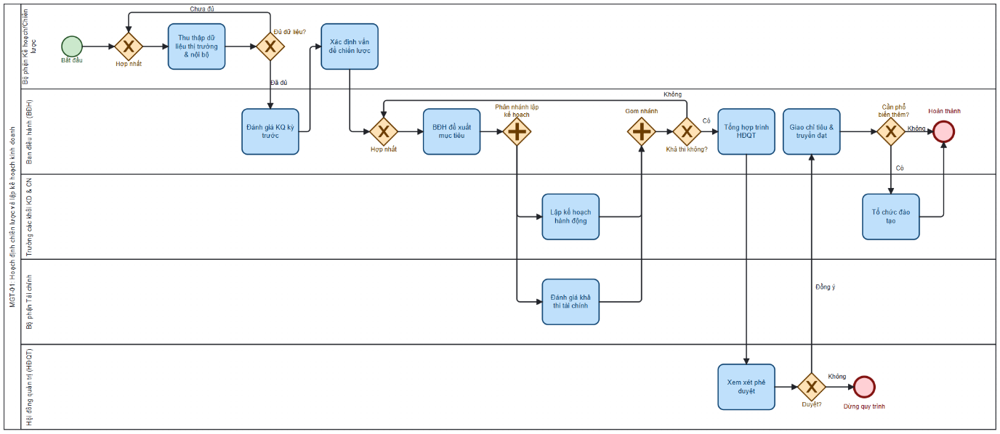 MGT-01: Hoạch định chiến lược và lập kế hoạch kinh doanh
Bộ phận Kế hoạch/Chiến
lược
Bắt đầu
Hợp nhất
Chưa đủ
Thu thập dữ
liệu thị trường
& nội bộ
Đủ dữ liệu?
Đã đủ
Xác định vấn
đề chiến lược
Ban điều hành (BĐH)
Đánh giá KQ kỳ
trước
Hợp nhất
BĐH đề xuất
mục tiêu
Phân nhánh lập
kế hoạch
Gom nhánh
Không
Khả thi không?
Có
Tổng hợp trình
HĐQT
Giao chỉ tiêu &
truyền đạt
Cần phổ
biến thêm?
Không
Hoàn thành
Có
Trưởng các khối KD & CN
Lập kế hoạch
hành động
Tổ chức đào
tạo
Bộ phận Tài chính
Đánh giá khả
thi tài chính
Đồng ý
Hội đồng quản trị (HĐQT)
Xem xét phê
duyệt
Duyệt?
Không
Dừng quy trình